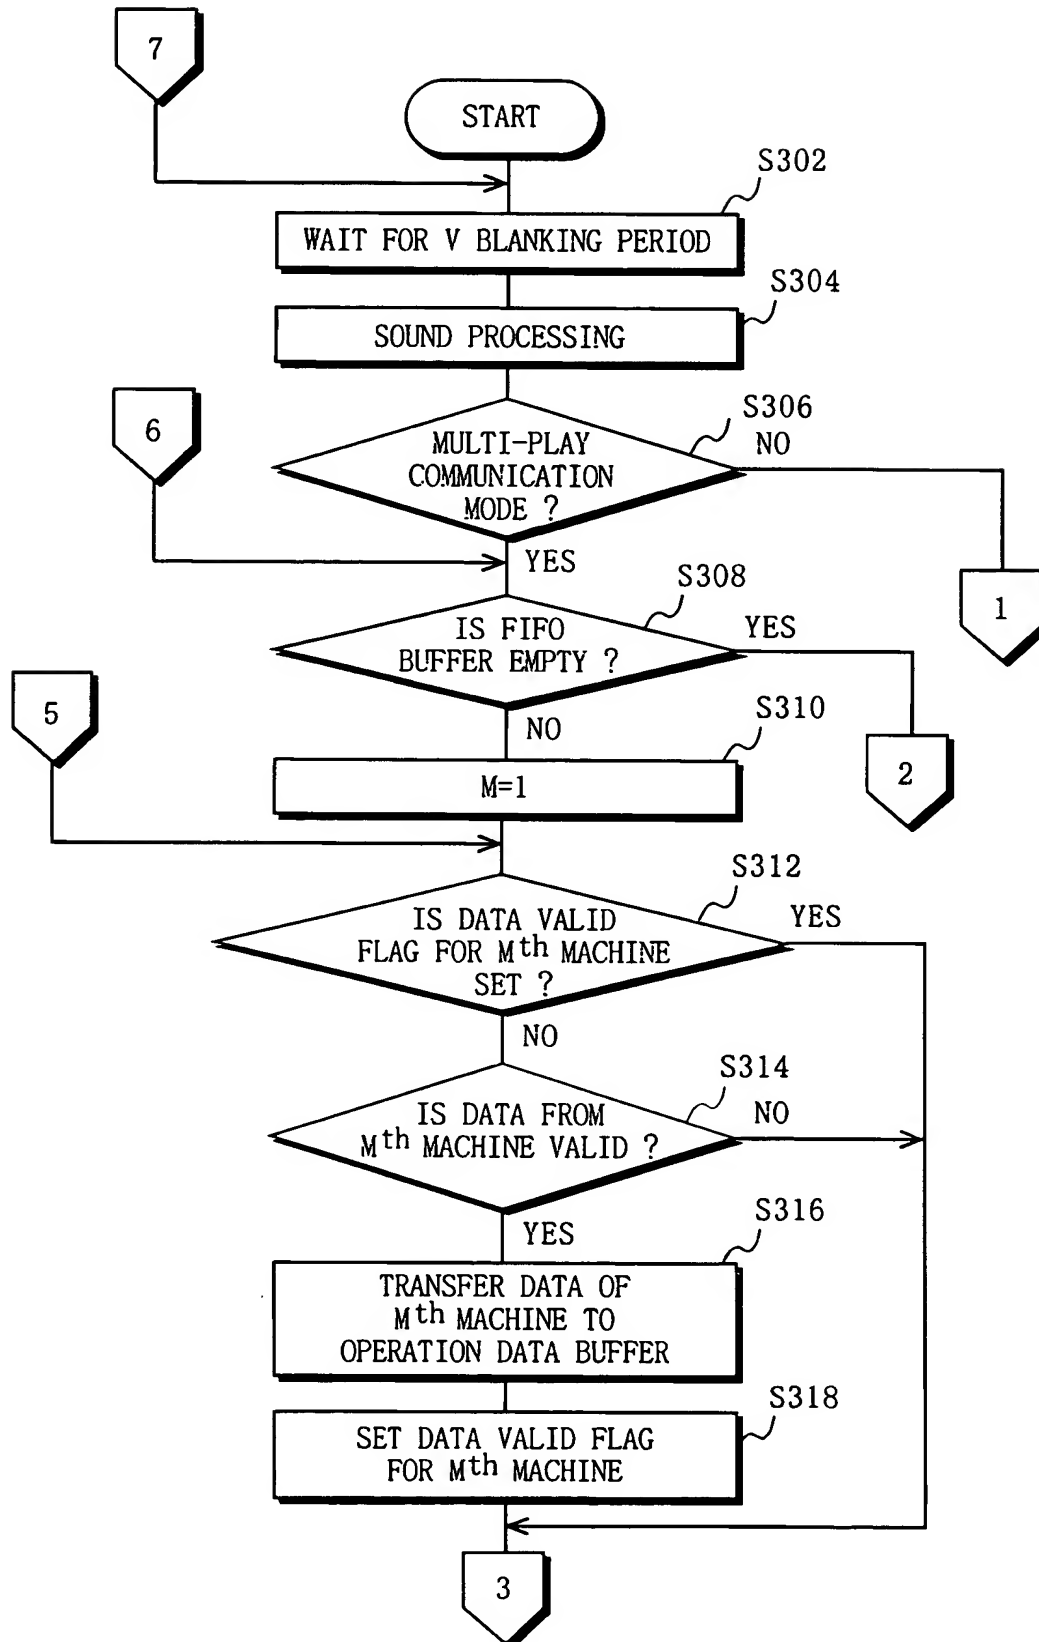 7
START
S302
WAIT FOR V BLANKING PERIOD
S304
SOUND PROCESSING
6
S306
MULTI-PLAY
COMMUNICATION
MODE ?
NO
YES
S308
1
IS FIFO
BUFFER EMPTY ?
YES
5
NO
S310
M=1
2
S312
IS DATA VALID
FLAG FOR Mth MACHINE
SET ?
YES
NO
S314
IS DATA FROM
Mth MACHINE VALID ?
NO
YES
S316
TRANSFER DATA OF
Mth MACHINE TO
OPERATION DATA BUFFER
S318
SET DATA VALID FLAG
FOR Mth MACHINE
3